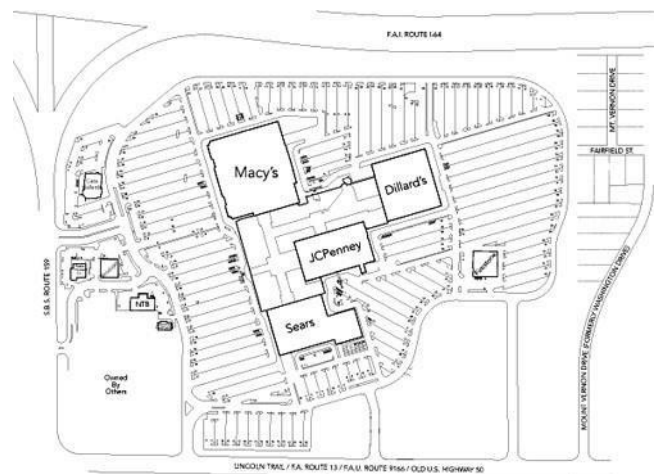 F.A.I. ROUTE I-64
MT. VERNON DRIVE
FAIRFIELD ST.
Macy's
Dillard's
JCPenney
Sears
NTB
S.B.S. ROUTE 159
Owned
By
Others
MOUNT VERNON DRIVE (FORMERLY WASHINGTON DRIVE)
LINCOLN TRAIL / F.A. ROUTE 13 / F.A.U. ROUTE 9166 / OLD U.S. HIGHWAY 50